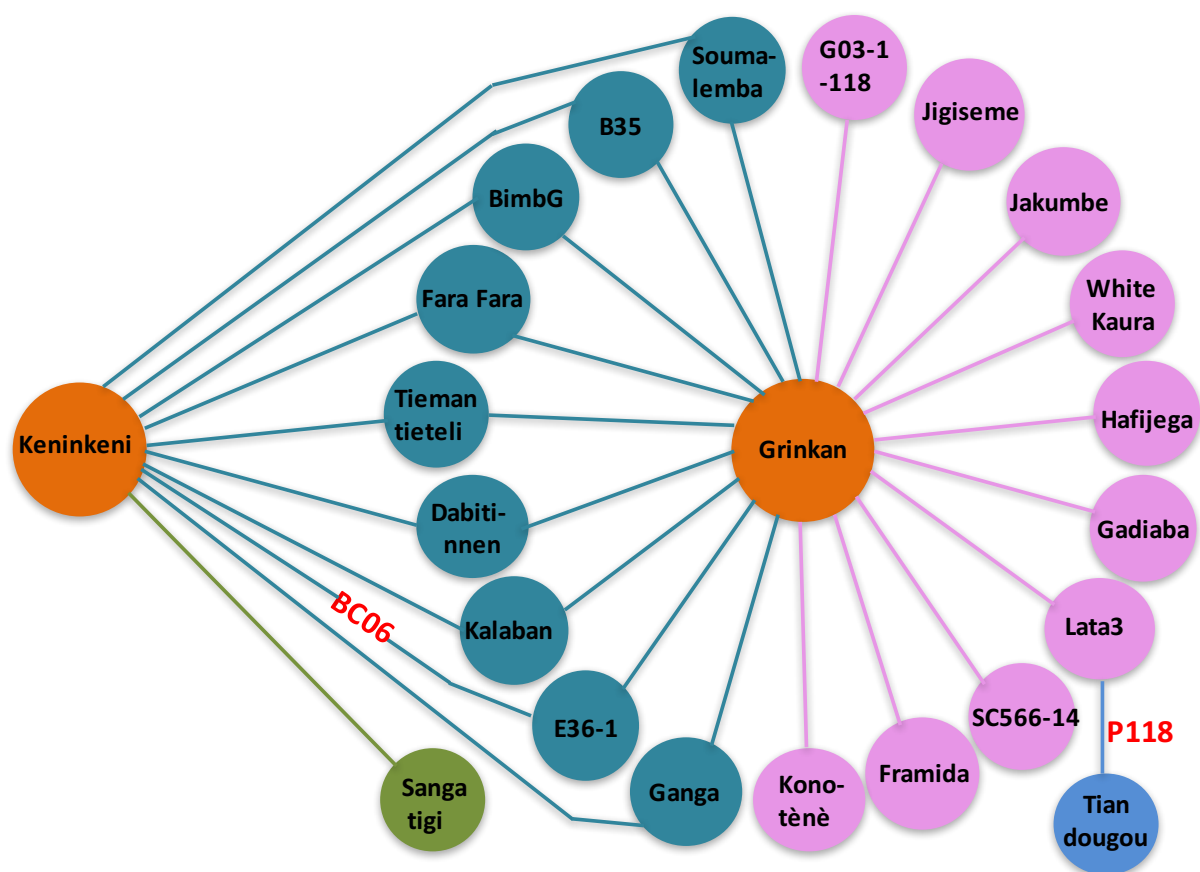 Souma-
lemba
G03-1
-118
B35
Jigiseme
BimbG
Jakumbe
Fara Fara
White
Kaura
Tieman
tieteli
Hafijega
Keninkeni
Grinkan
Dabiti-
nnen
Gadiaba
BC06
Kalaban
Lata3
E36-1
SC566-14
P118
Sanga
tigi
Ganga
Kono-
tènè
Framida
Tian
dougou